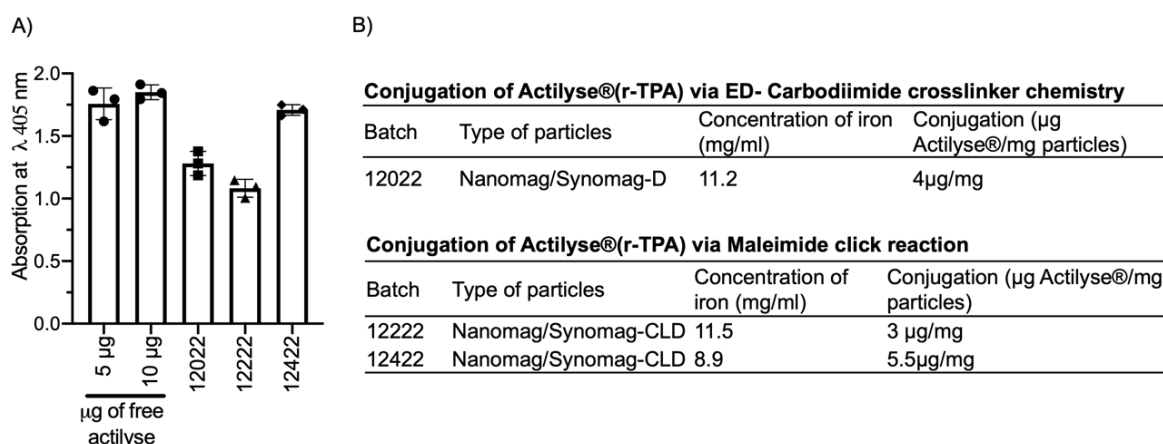 A)
Absorption at λ 405 nm
2.0
1.5
1.0
0.5
0.0
5 µg
10 µg
12022
12222
12422
µg of free
actilyse
B)
Conjugation of Actilyse®(r-TPA) via ED- Carbodiimide crosslinker chemistry
Batch Type of particles Concentration of iron (mg/ml) Conjugation (µg Actilyse®/mg particles)
12022 Nanomag/Synomag-D 11.2 4µg/mg
Conjugation of Actilyse®(r-TPA) via Maleimide click reaction
Batch Type of particles Concentration of iron (mg/ml) Conjugation (µg Actilyse®/mg particles)
12222 Nanomag/Synomag-CLD 11.5 3 µg/mg
12422 Nanomag/Synomag-CLD 8.9 5.5µg/mg